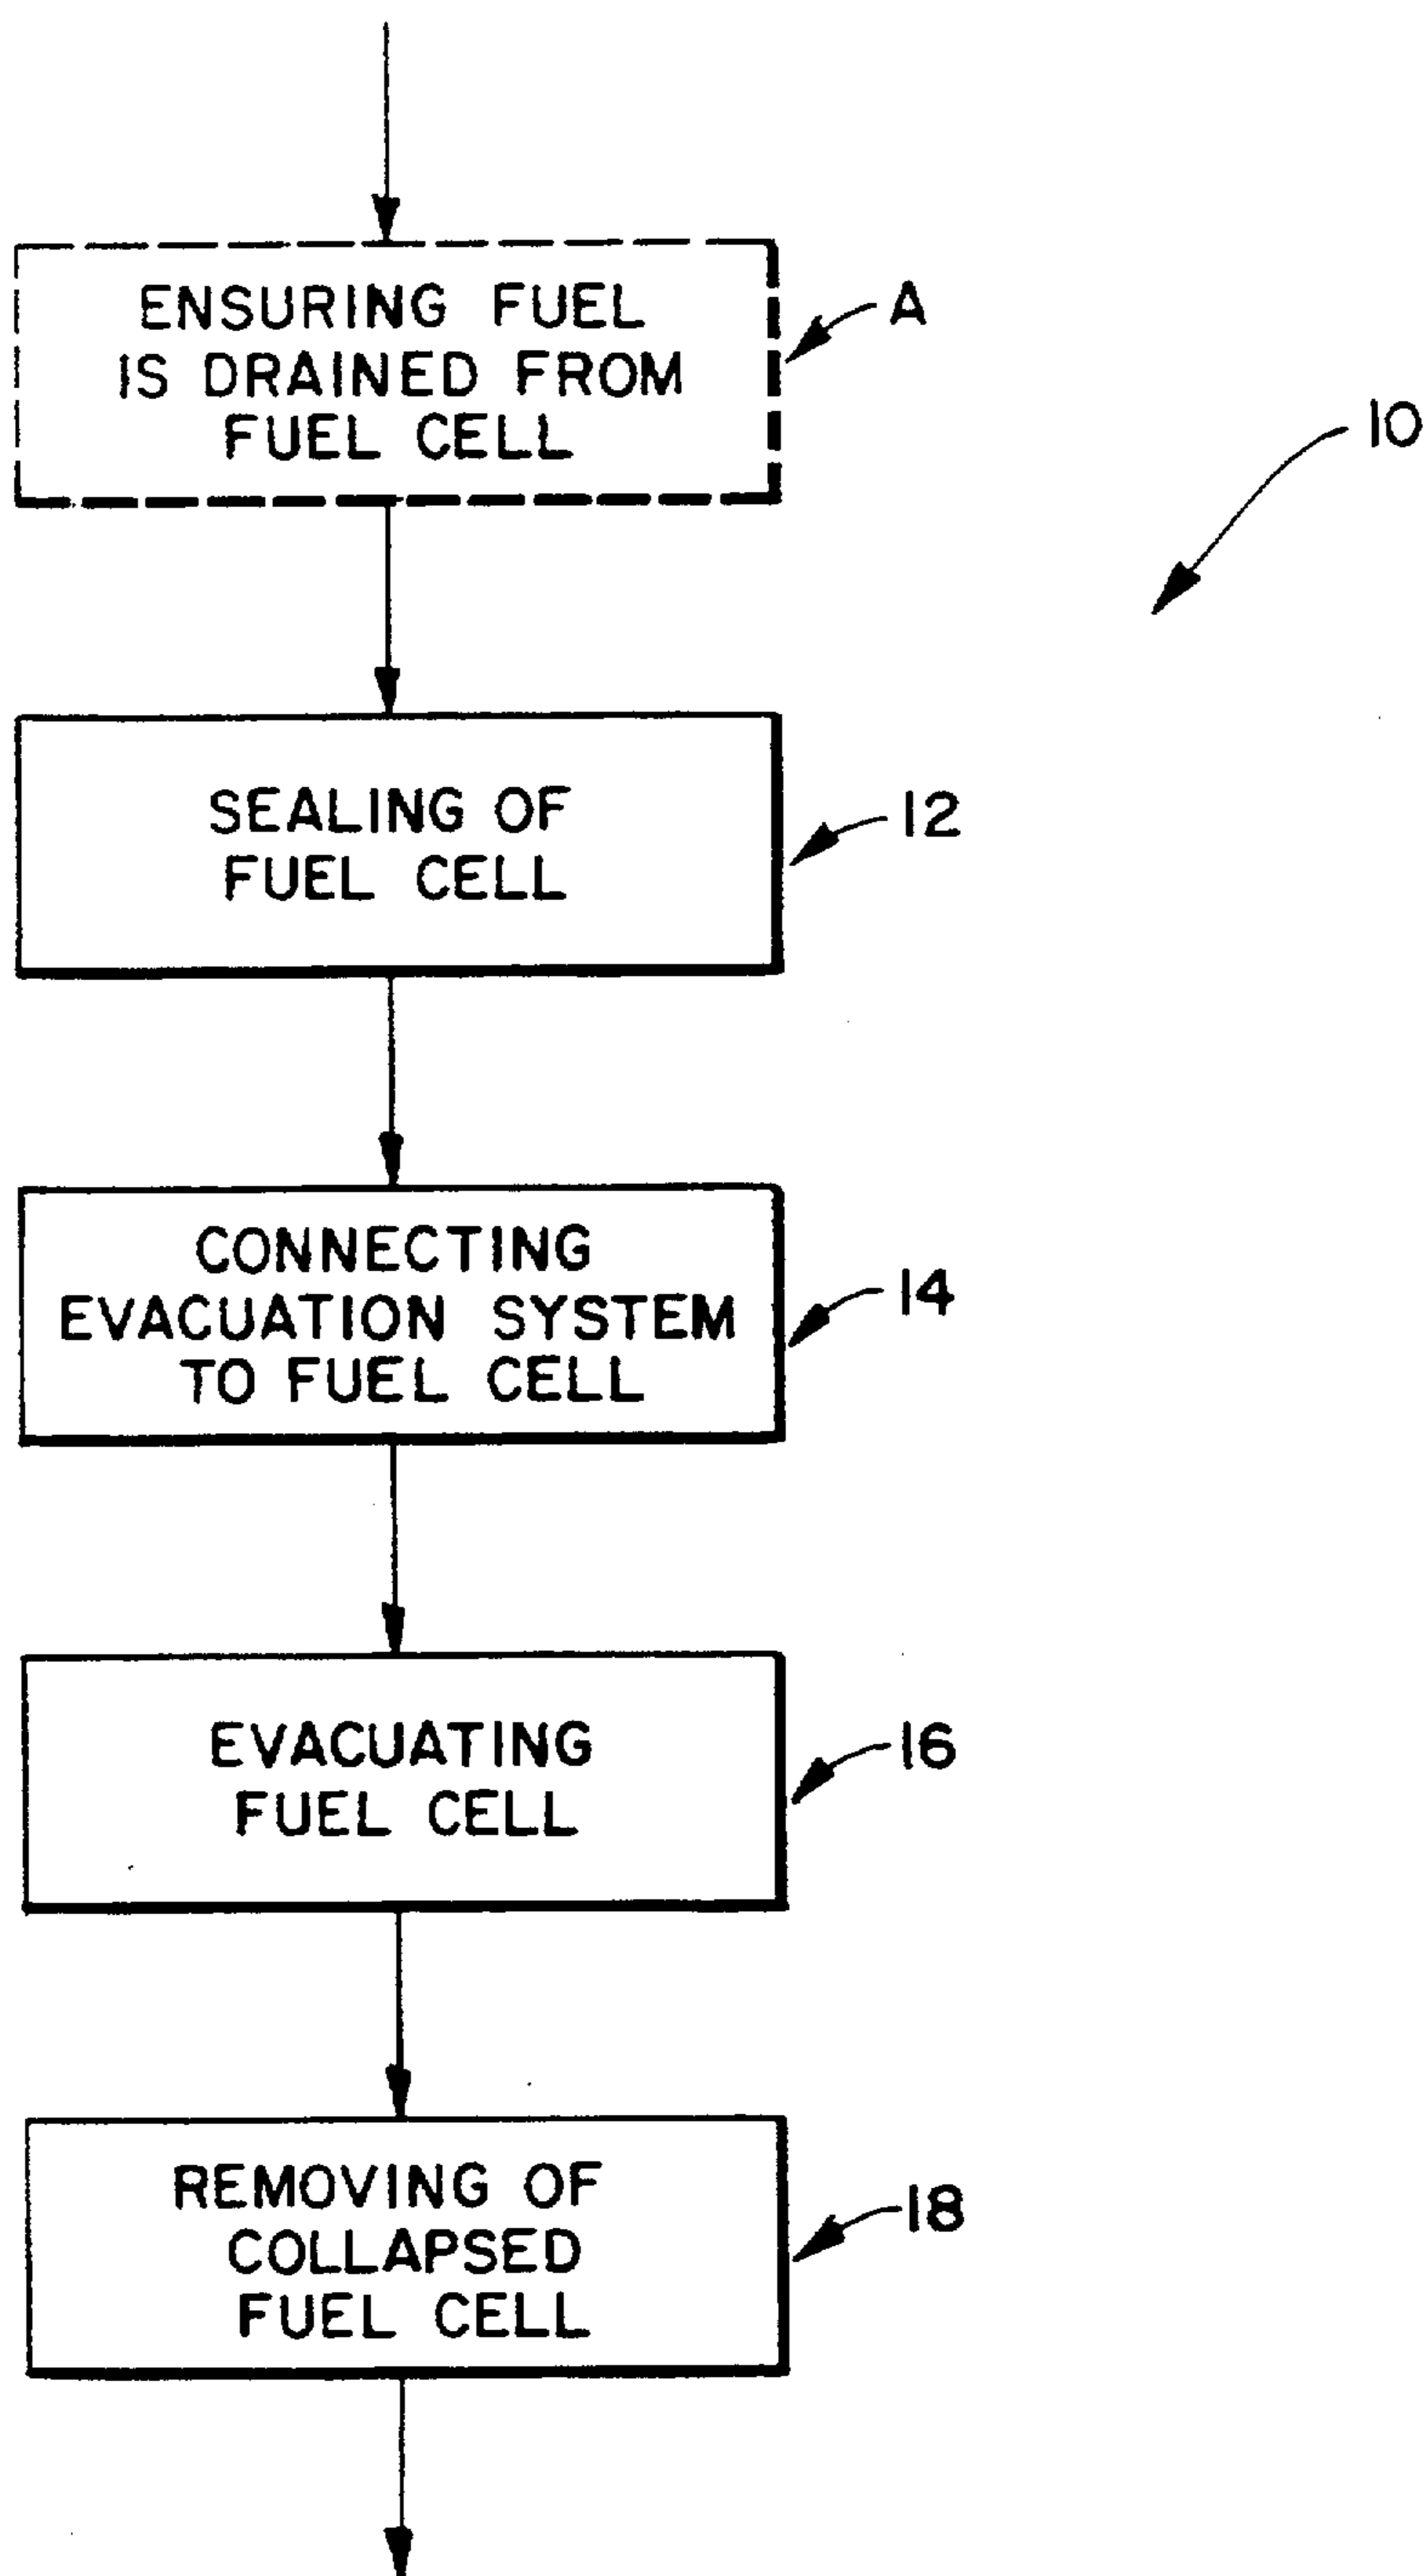 ENSURING FUEL
IS DRAINED FROM
FUEL CELL
A
10
SEALING OF
FUEL CELL
12
CONNECTING
EVACUATION SYSTEM
TO FUEL CELL
14
EVACUATING
FUEL CELL
16
REMOVING OF
COLLAPSED
FUEL CELL
18